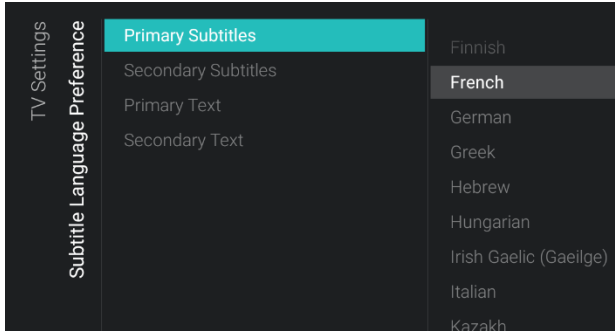 TV Settings
Subtitle Language Preference
Primary Subtitles
Secondary Subtitles
Primary Text
Secondary Text
Finnish
French
German
Greek
Hebrew
Hungarian
Irish Gaelic (Gaeilge)
Italian
Kazakh